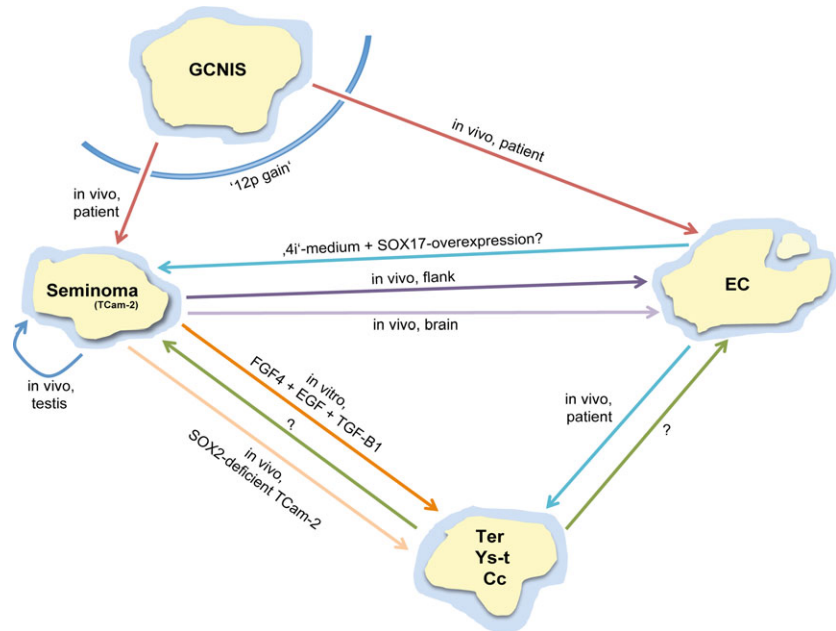 GCNIS
in vivo, patient
'12p gain'
in vivo,
patient
‚4i'-medium + SOX17-overexpression?
Seminoma
(TCam-2)
in vivo, flank
EC
in vivo, brain
in vivo,
testis
in vitro,
FGF4 + EGF + TGF-B1
?
in vivo,
SOX2-deficient TCam-2
in vivo,
patient
?
Ter
Ys-t
Cc